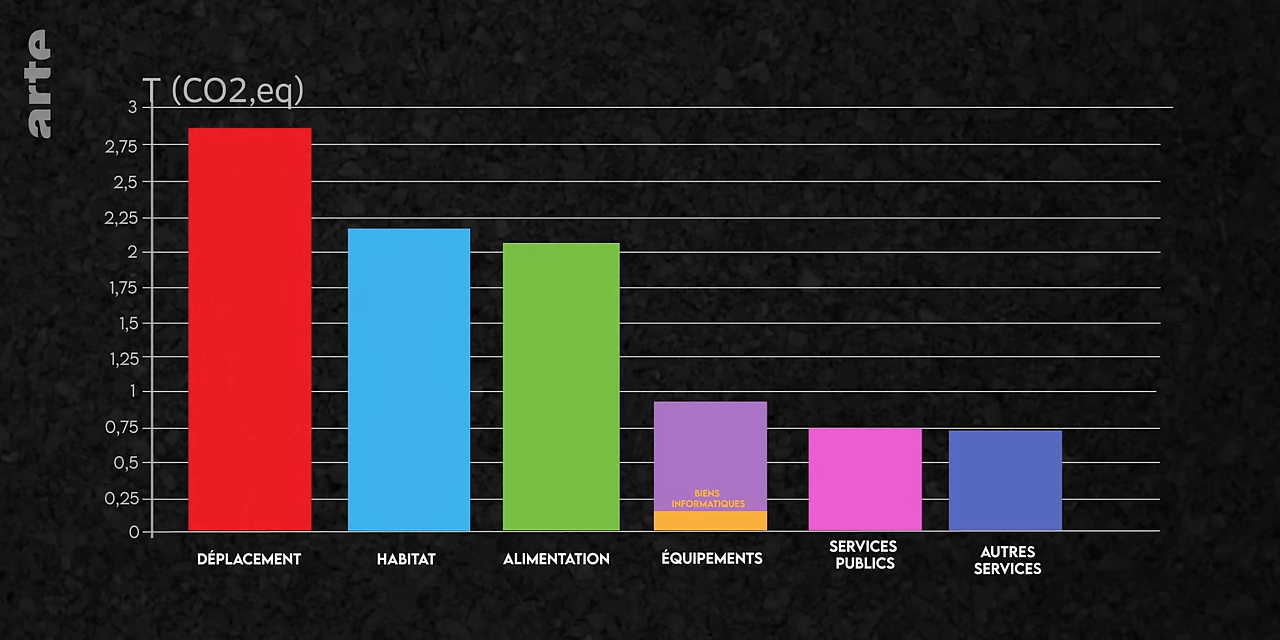 arte
T (CO2,eq)
3
2,75
2,5
2,25
2
1,75
1,5
1,25
1
0,75
0,5
0,25
0
BIENS
INFORMATIQUES
DÉPLACEMENT
HABITAT
ALIMENTATION
ÉQUIPEMENTS
SERVICES
PUBLICS
AUTRES
SERVICES